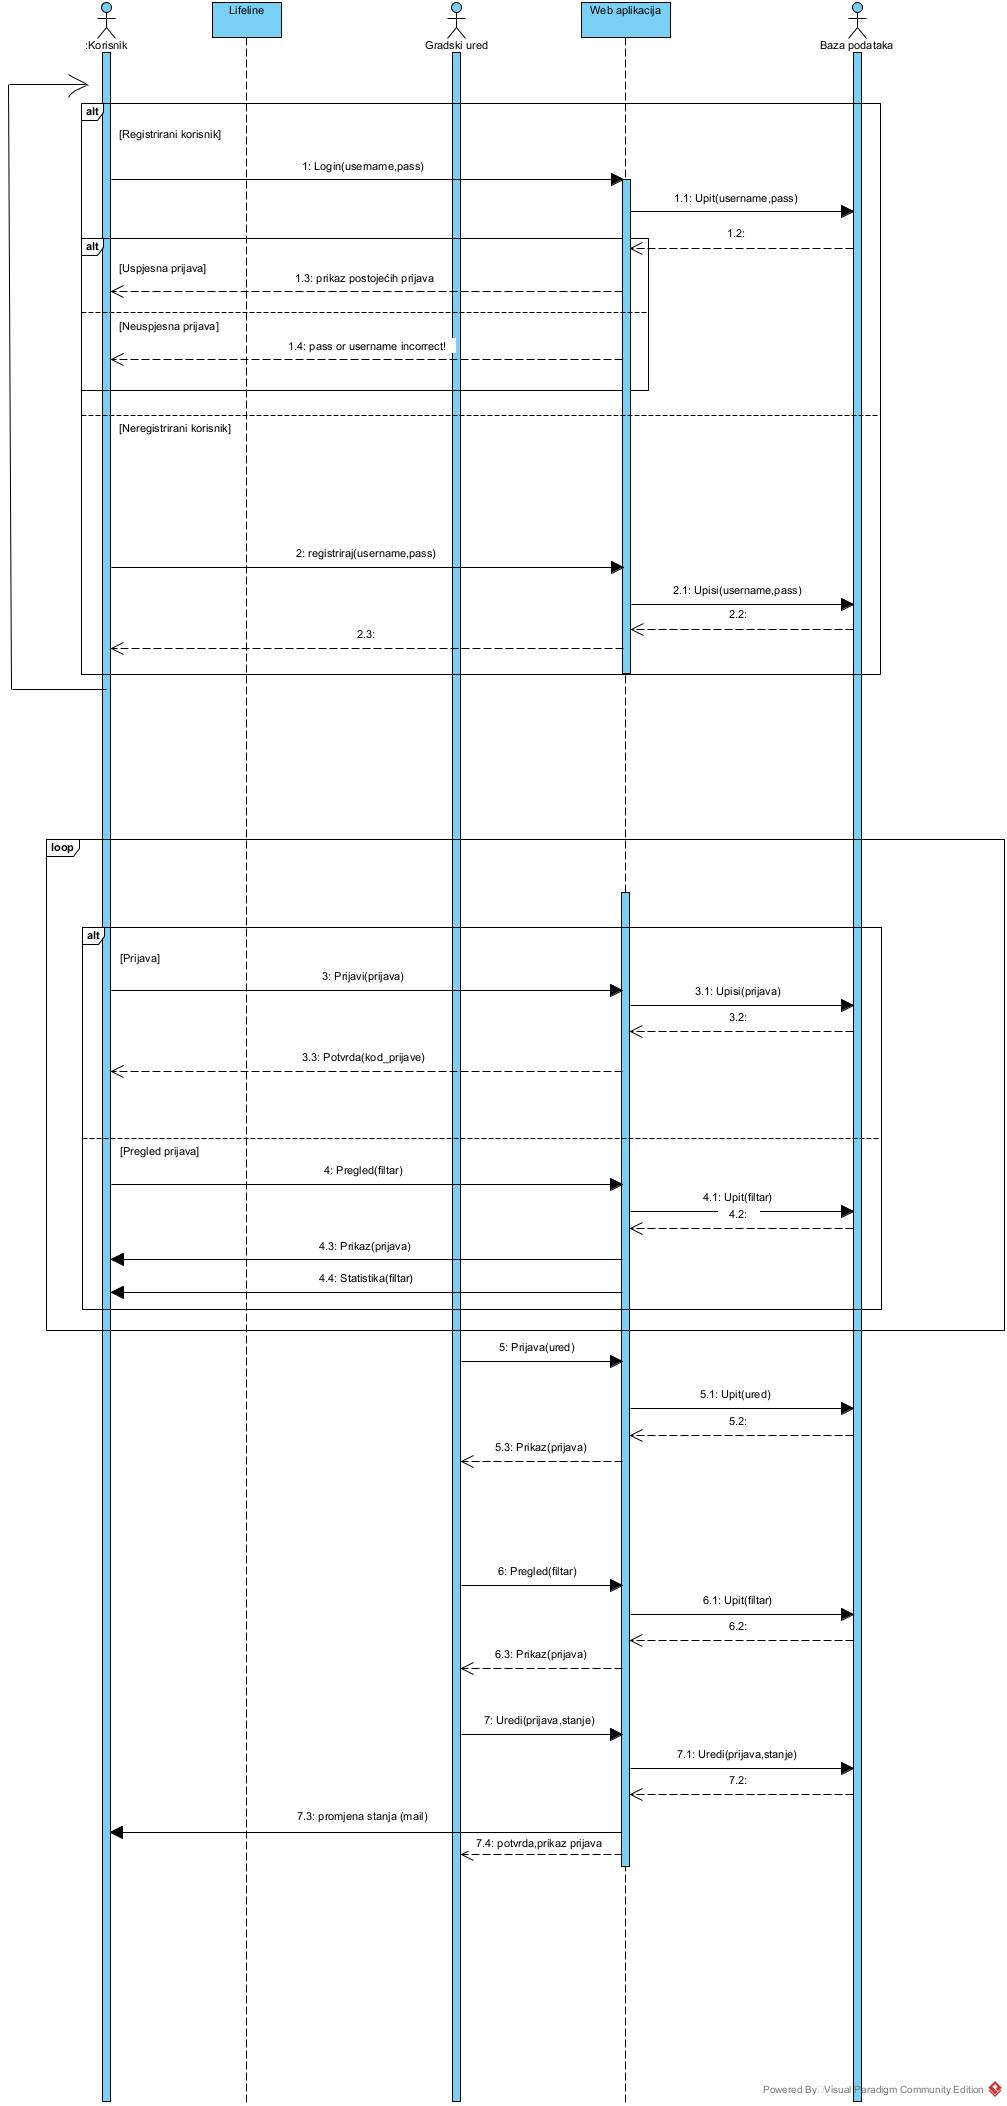 :Korisnik
Lifeline
Gradski ured
Web aplikacija
Baza podataka
alt
[Registrirani korisnik]
1: Login(username,pass)
1.1: Upit(username,pass)
1.2:
alt
[Uspjesna prijava]
1.3: prikaz postojećih prijava
[Neuspjesna prijava]
1.4: pass or username incorrect!
[Neregistrirani korisnik]
2: registriraj(username,pass)
2.1: Upisi(username,pass)
2.2:
2.3:
loop
alt
[Prijava]
3: Prijavi(prijava)
3.1: Upisi(prijava)
3.2:
3.3: Potvrda(kod_prijave)
[Pregled prijava]
4: Pregled(filtar)
4.1: Upit(filtar)
4.2:
4.3: Prikaz(prijava)
4.4: Statistika(filtar)
5: Prijava(ured)
5.1: Upit(ured)
5.2:
5.3: Prikaz(prijava)
6: Pregled(filtar)
6.1: Upit(filtar)
6.2:
6.3: Prikaz(prijava)
7: Uredi(prijava,stanje)
7.1: Uredi(prijava,stanje)
7.2:
7.3: promjena stanja (mail)
7.4: potvrda,prikaz prijava
Powered By Visual Paradigm Community Edition